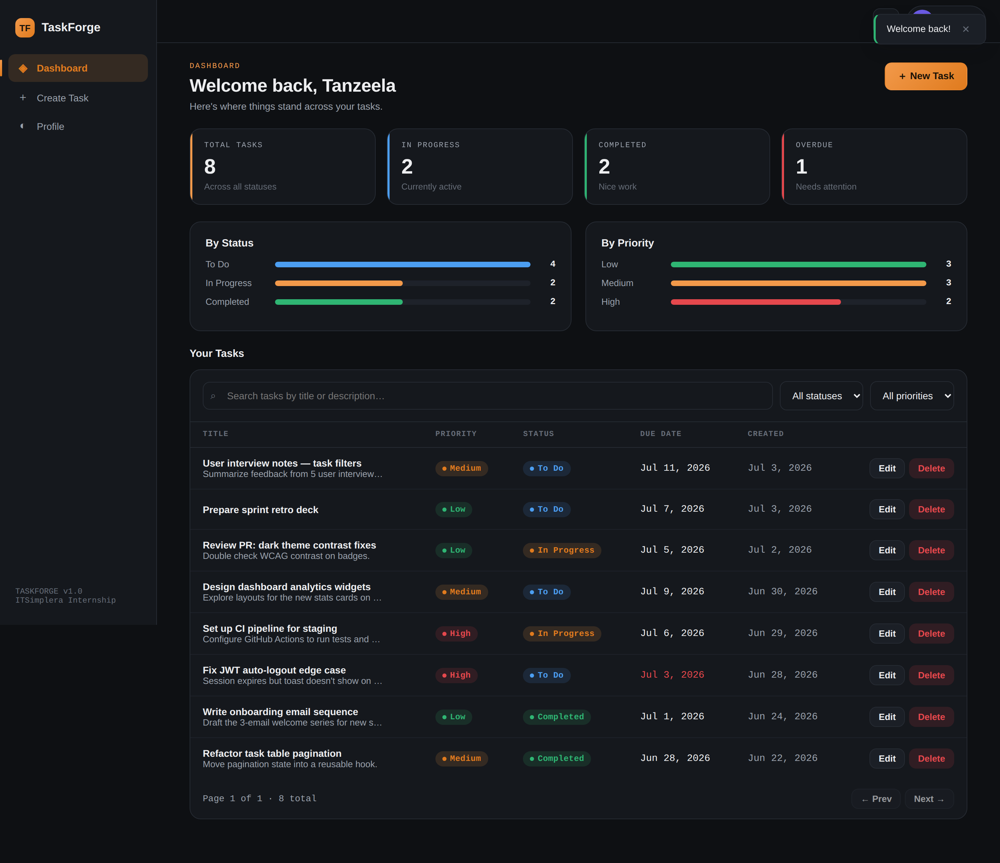 TF TaskForge
Dashboard
+ Create Task
Profile
TASKFORGE v1.0
ITSimplera Internship
Welcome back! ✕
DASHBOARD
Welcome back, Tanzeela
Here's where things stand across your tasks.
+ New Task
TOTAL TASKS
8
Across all statuses
IN PROGRESS
2
Currently active
COMPLETED
2
Nice work
OVERDUE
1
Needs attention
By Status
To Do 4
In Progress 2
Completed 2
By Priority
Low 3
Medium 3
High 2
Your Tasks
Search tasks by title or description… All statuses All priorities
TITLE PRIORITY STATUS DUE DATE CREATED
User interview notes — task filters
Summarize feedback from 5 user interview…
Medium To Do Jul 11, 2026 Jul 3, 2026 Edit Delete
Prepare sprint retro deck Low To Do Jul 7, 2026 Jul 3, 2026 Edit Delete
Review PR: dark theme contrast fixes
Double check WCAG contrast on badges.
Low In Progress Jul 5, 2026 Jul 2, 2026 Edit Delete
Design dashboard analytics widgets
Explore layouts for the new stats cards on …
Medium To Do Jul 9, 2026 Jun 30, 2026 Edit Delete
Set up CI pipeline for staging
Configure GitHub Actions to run tests and …
High In Progress Jul 6, 2026 Jun 29, 2026 Edit Delete
Fix JWT auto-logout edge case
Session expires but toast doesn't show on …
High To Do Jul 3, 2026 Jun 28, 2026 Edit Delete
Write onboarding email sequence
Draft the 3-email welcome series for new s…
Low Completed Jul 1, 2026 Jun 24, 2026 Edit Delete
Refactor task table pagination
Move pagination state into a reusable hook.
Medium Completed Jun 28, 2026 Jun 22, 2026 Edit Delete
Page 1 of 1 · 8 total ← Prev Next →